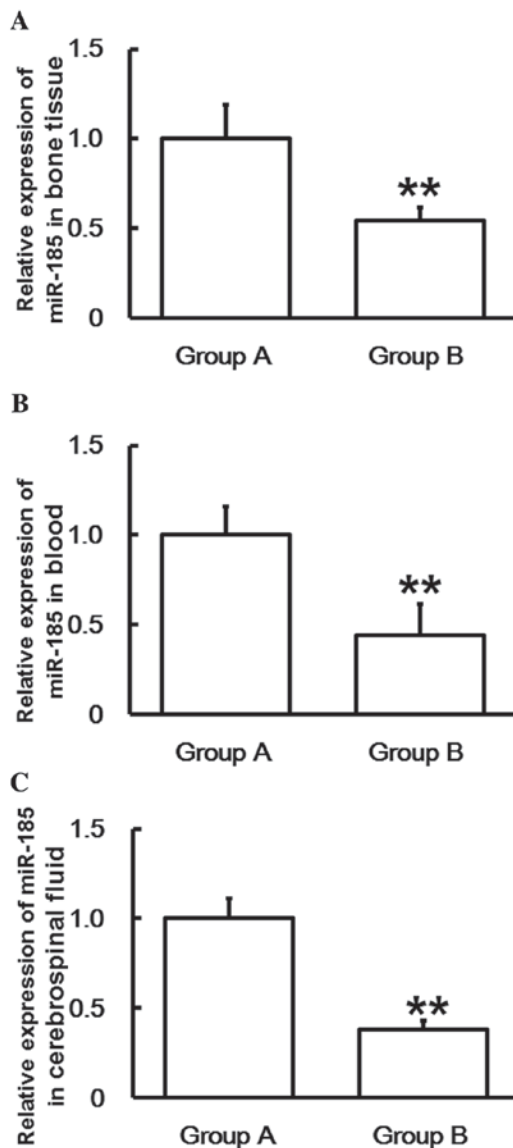 A
Relative expression of
miR-185 in bone tissue
1.5
1.0
0.5
0
**
Group A Group B
B
Relative expression of
miR-185 in blood
1.5
1.0
0.5
0
**
Group A Group B
C
Relative expression of miR-185
in cerebrospinal fluid
1.5
1.0
0.5
0
**
Group A Group B